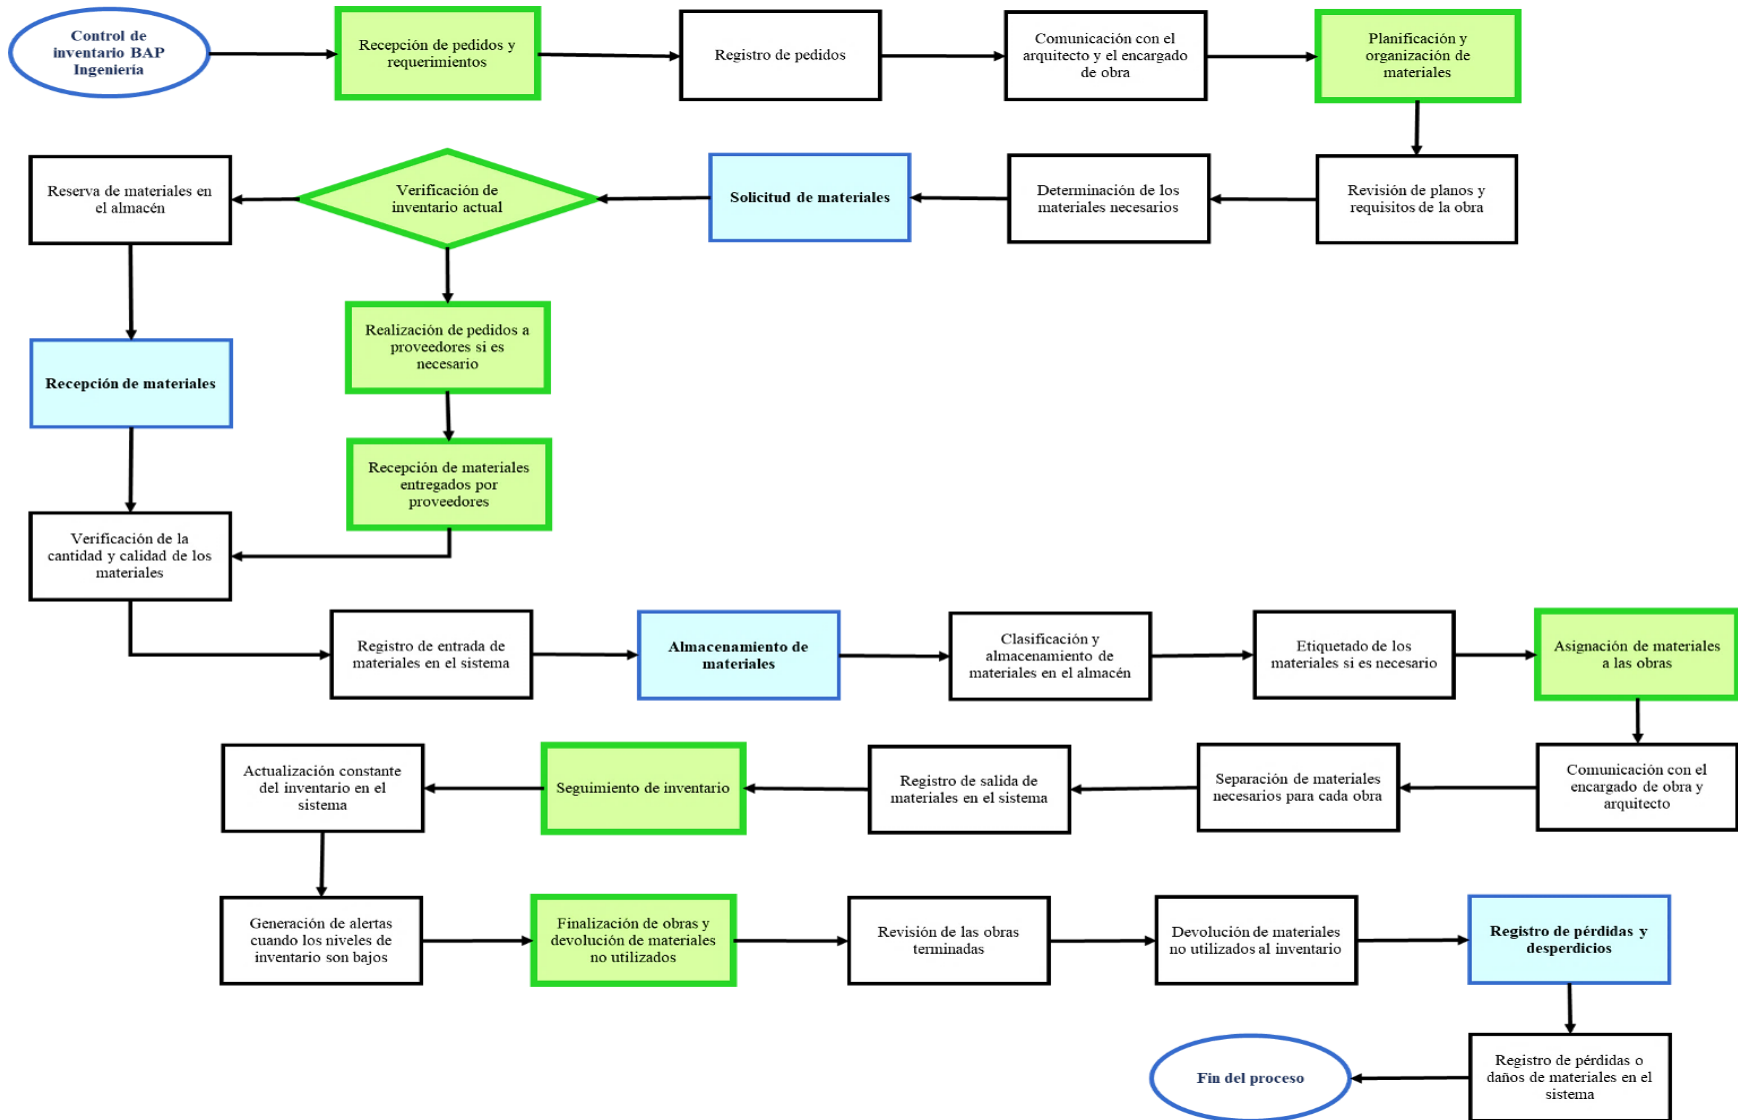 Control de
inventario BAP
Ingeniería
Recepción de pedidos y
requerimientos
Registro de pedidos
Comunicación con el
arquitecto y el encargado
de obra
Planificación y
organización de
materiales
Reserva de materiales en
el almacén
Verificación de
inventario actual
Solicitud de materiales
Determinación de los
materiales necesarios
Revisión de planos y
requisitos de la obra
Realización de pedidos a
proveedores si es
necesario
Recepción de materiales
Recepción de materiales
entregados por
proveedores
Verificación de la
cantidad y calidad de los
materiales
Registro de entrada de
materiales en el sistema
Almacenamiento de
materiales
Clasificación y
almacenamiento de
materiales en el almacén
Etiquetado de los
materiales si es necesario
Asignación de materiales
a las obras
Actualización constante
del inventario en el
sistema
Seguimiento de inventario
Registro de salida de
materiales en el sistema
Separación de materiales
necesarios para cada obra
Comunicación con el
encargado de obra y
arquitecto
Generación de alertas
cuando los niveles de
inventario son bajos
Finalización de obras y
devolución de materiales
no utilizados
Revisión de las obras
terminadas
Devolución de materiales
no utilizados al inventario
Registro de pérdidas y
desperdicios
Fin del proceso
Registro de pérdidas o
daños de materiales en el
sistema